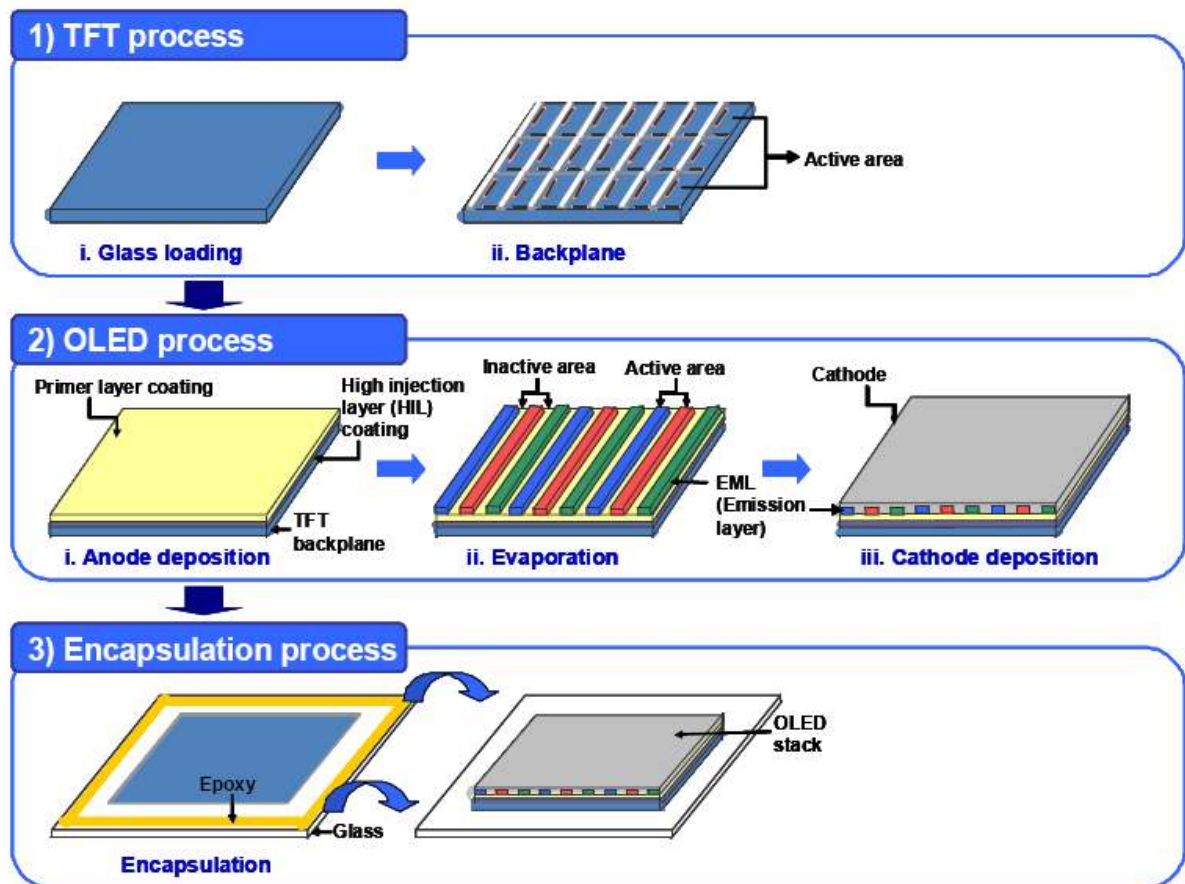 1) TFT process
Active area
i. Glass loading
ii. Backplane
2) OLED process
Primer layer coating
High injection
layer (HIL)
coating
TFT
backplane
i. Anode deposition
Inactive area
Active area
EML
(Emission
layer)
ii. Evaporation
Cathode
iii. Cathode deposition
3) Encapsulation process
Epoxy
Glass
Encapsulation
OLED
stack